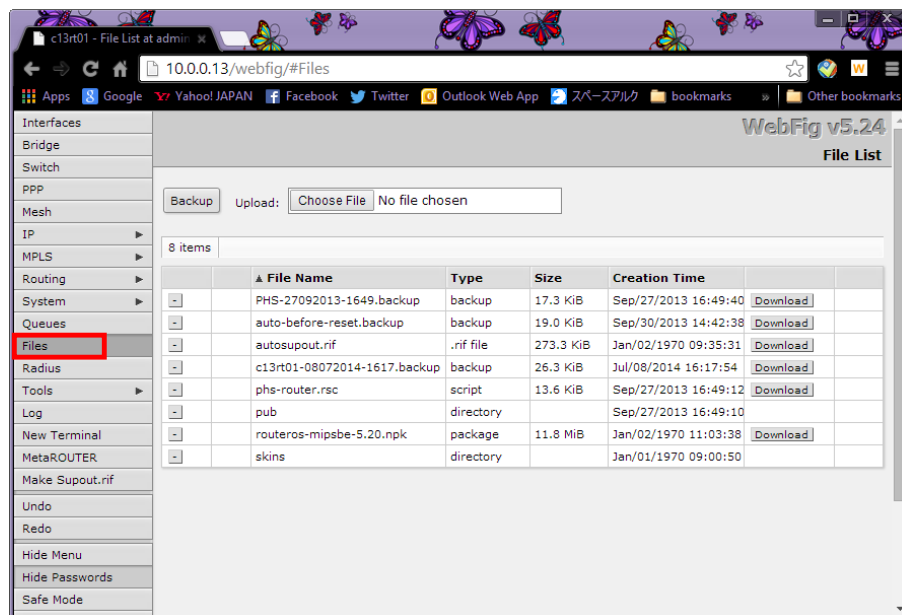 c13rt01 - File List at admin
10.0.0.13/webfig/#Files
Apps Google Yahoo! JAPAN Facebook Twitter Outlook Web App スペースアルク bookmarks » Other bookmarks
WebFig v5.24
File List
Interfaces
Bridge
Switch
PPP
Mesh
IP
MPLS
Routing
System
Queues
Files
Radius
Tools
Log
New Terminal
MetaROUTER
Make Supout.rif
Undo
Redo
Hide Menu
Hide Passwords
Safe Mode
Backup Upload: Choose File No file chosen
8 items
▲ File Name Type Size Creation Time
- PHS-27092013-1649.backup backup 17.3 KiB Sep/27/2013 16:49:40 Download
- auto-before-reset.backup backup 19.0 KiB Sep/30/2013 14:42:38 Download
- autosupout.rif .rif file 273.3 KiB Jan/02/1970 09:35:31 Download
- c13rt01-08072014-1617.backup backup 26.3 KiB Jul/08/2014 16:17:54 Download
- phs-router.rsc script 13.6 KiB Sep/27/2013 16:49:12 Download
- pub directory Sep/27/2013 16:49:10
- routeros-mipsbe-5.20.npk package 11.8 MiB Jan/02/1970 11:03:38 Download
- skins directory Jan/01/1970 09:00:50